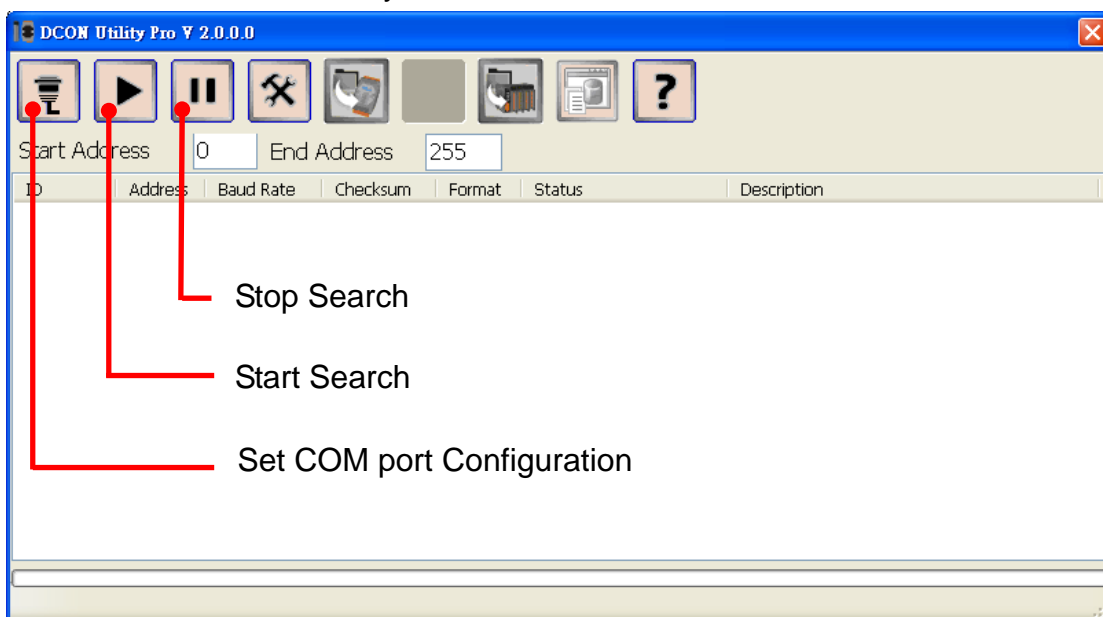 DCON Utility Pro V 2.0.0.0
?
Start Address 0 End Address 255
ID Address Baud Rate Checksum Format Status Description
Stop Search
Start Search
Set COM port Configuration